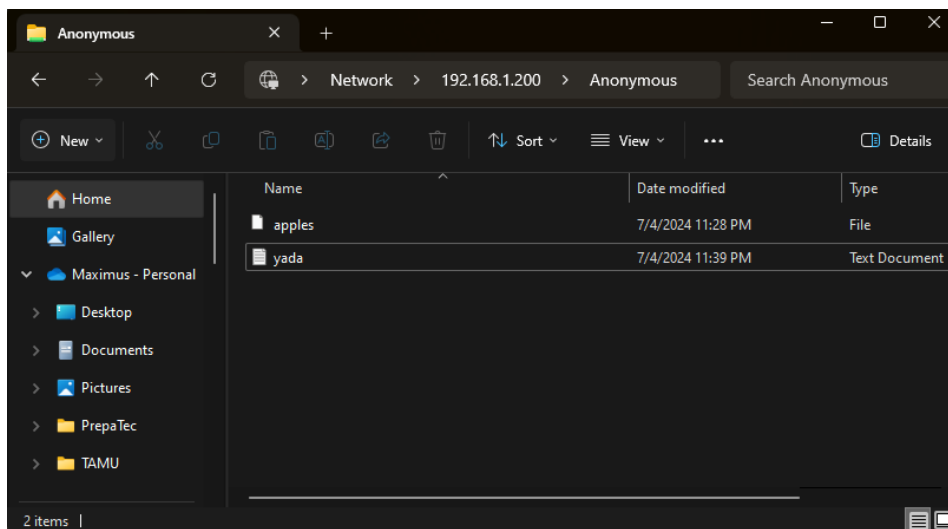 Anonymous
Network > 192.168.1.200 > Anonymous
Search Anonymous
New
Sort
View
Details
Name Date modified Type
Home
Gallery
Maximus - Personal
Desktop
Documents
Pictures
PrepaTec
TAMU
apples 7/4/2024 11:28 PM File
yada 7/4/2024 11:39 PM Text Document
2 items